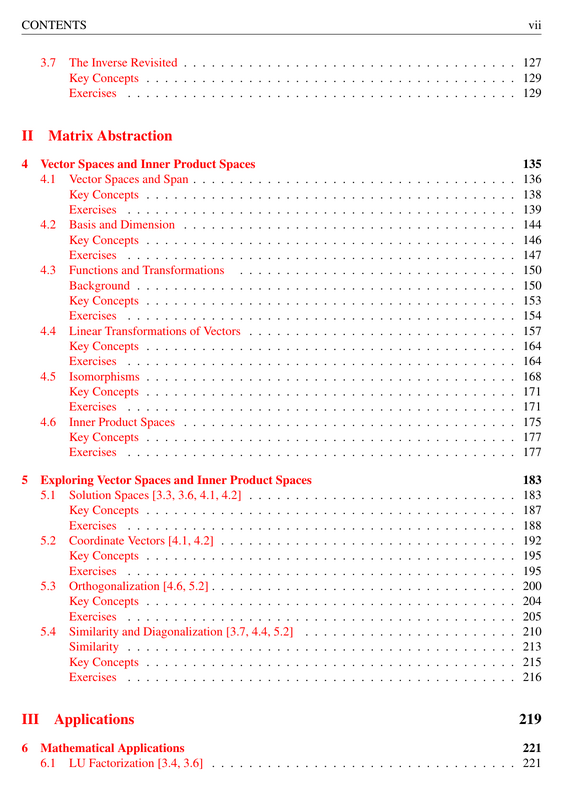 CONTENTS vii
3.7 The Inverse Revisited . . . . . . . . . . . . . . . . . . . . . . . . . . . . . . . . . . . . 127
Key Concepts . . . . . . . . . . . . . . . . . . . . . . . . . . . . . . . . . . . . . . . . 129
Exercises . . . . . . . . . . . . . . . . . . . . . . . . . . . . . . . . . . . . . . . . . . 129
II Matrix Abstraction
4 Vector Spaces and Inner Product Spaces 135
4.1 Vector Spaces and Span . . . . . . . . . . . . . . . . . . . . . . . . . . . . . . . . . . . 136
Key Concepts . . . . . . . . . . . . . . . . . . . . . . . . . . . . . . . . . . . . . . . . 138
Exercises . . . . . . . . . . . . . . . . . . . . . . . . . . . . . . . . . . . . . . . . . . 139
4.2 Basis and Dimension . . . . . . . . . . . . . . . . . . . . . . . . . . . . . . . . . . . . 144
Key Concepts . . . . . . . . . . . . . . . . . . . . . . . . . . . . . . . . . . . . . . . . 146
Exercises . . . . . . . . . . . . . . . . . . . . . . . . . . . . . . . . . . . . . . . . . . 147
4.3 Functions and Transformations . . . . . . . . . . . . . . . . . . . . . . . . . . . . . . 150
Background . . . . . . . . . . . . . . . . . . . . . . . . . . . . . . . . . . . . . . . . . 150
Key Concepts . . . . . . . . . . . . . . . . . . . . . . . . . . . . . . . . . . . . . . . . 153
Exercises . . . . . . . . . . . . . . . . . . . . . . . . . . . . . . . . . . . . . . . . . . 154
4.4 Linear Transformations of Vectors . . . . . . . . . . . . . . . . . . . . . . . . . . . . . 157
Key Concepts . . . . . . . . . . . . . . . . . . . . . . . . . . . . . . . . . . . . . . . . 164
Exercises . . . . . . . . . . . . . . . . . . . . . . . . . . . . . . . . . . . . . . . . . . 164
4.5 Isomorphisms . . . . . . . . . . . . . . . . . . . . . . . . . . . . . . . . . . . . . . . . 168
Key Concepts . . . . . . . . . . . . . . . . . . . . . . . . . . . . . . . . . . . . . . . . 171
Exercises . . . . . . . . . . . . . . . . . . . . . . . . . . . . . . . . . . . . . . . . . . 171
4.6 Inner Product Spaces . . . . . . . . . . . . . . . . . . . . . . . . . . . . . . . . . . . . 175
Key Concepts . . . . . . . . . . . . . . . . . . . . . . . . . . . . . . . . . . . . . . . . 177
Exercises . . . . . . . . . . . . . . . . . . . . . . . . . . . . . . . . . . . . . . . . . . 177
5 Exploring Vector Spaces and Inner Product Spaces 183
5.1 Solution Spaces [3.3, 3.6, 4.1, 4.2] . . . . . . . . . . . . . . . . . . . . . . . . . . . . . 183
Key Concepts . . . . . . . . . . . . . . . . . . . . . . . . . . . . . . . . . . . . . . . . 187
Exercises . . . . . . . . . . . . . . . . . . . . . . . . . . . . . . . . . . . . . . . . . . 188
5.2 Coordinate Vectors [4.1, 4.2] . . . . . . . . . . . . . . . . . . . . . . . . . . . . . . . . 192
Key Concepts . . . . . . . . . . . . . . . . . . . . . . . . . . . . . . . . . . . . . . . . 195
Exercises . . . . . . . . . . . . . . . . . . . . . . . . . . . . . . . . . . . . . . . . . . 195
5.3 Orthogonalization [4.6, 5.2] . . . . . . . . . . . . . . . . . . . . . . . . . . . . . . . . . 200
Key Concepts . . . . . . . . . . . . . . . . . . . . . . . . . . . . . . . . . . . . . . . . 204
Exercises . . . . . . . . . . . . . . . . . . . . . . . . . . . . . . . . . . . . . . . . . . 205
5.4 Similarity and Diagonalization [3.7, 4.4, 5.2] . . . . . . . . . . . . . . . . . . . . . . . 210
Similarity . . . . . . . . . . . . . . . . . . . . . . . . . . . . . . . . . . . . . . . . . . 213
Key Concepts . . . . . . . . . . . . . . . . . . . . . . . . . . . . . . . . . . . . . . . . 215
Exercises . . . . . . . . . . . . . . . . . . . . . . . . . . . . . . . . . . . . . . . . . . 216
III Applications 219
6 Mathematical Applications 221
6.1 LU Factorization [3.4, 3.6] . . . . . . . . . . . . . . . . . . . . . . . . . . . . . . . . . 221